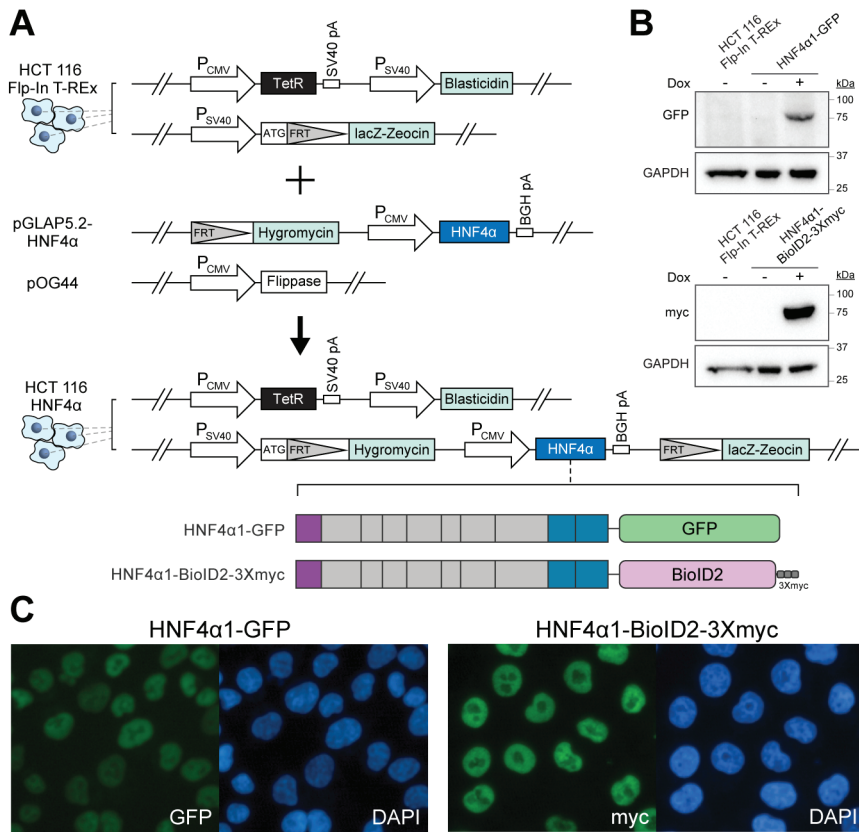 A
HCT 116
Flp-In T-REx
PCMV
TetR
SV40 pA
PSV40
Blasticidin
PSV40
ATG
FRT
lacZ-Zeocin
+
pGLAP5.2-
HNF4α
FRT
Hygromycin
PCMV
HNF4α
BGH pA
pOG44
PCMV
Flippase
HCT 116
HNF4α
PCMV
TetR
SV40 pA
PSV40
Blasticidin
PSV40
ATG
FRT
Hygromycin
PCMV
HNF4α
BGH pA
FRT
lacZ-Zeocin
HNF4α1-GFP
GFP
HNF4α1-BioID2-3Xmyc
BioID2
3Xmyc
B
HCT 116
Flp-In T-REx
HNF4α1-GFP
Dox - - + kDa
GFP
100
75
GAPDH
37
25
HCT 116
Flp-In T-REx
HNF4α1-
BioID2-3Xmyc
Dox - - + kDa
myc
100
75
GAPDH
37
25
C
HNF4α1-GFP
HNF4α1-BioID2-3Xmyc
GFP
DAPI
myc
DAPI